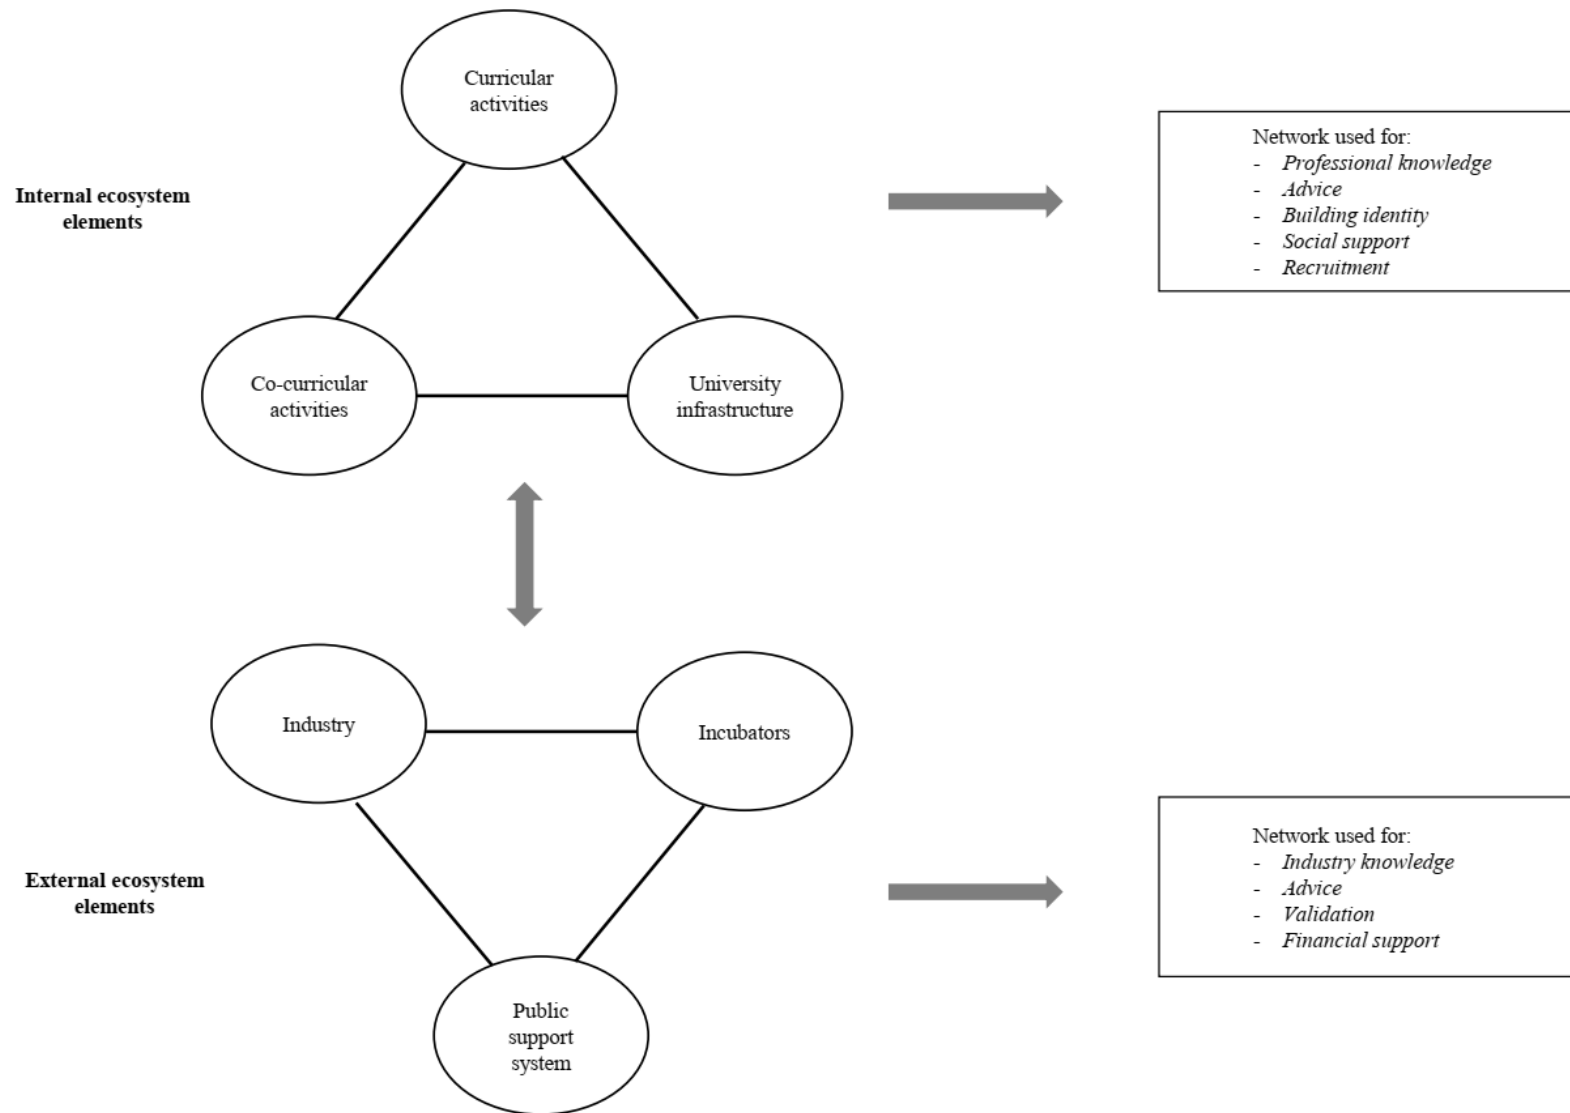 Curricular
activities
Internal ecosystem
elements
Network used for:
- Professional knowledge
- Advice
- Building identity
- Social support
- Recruitment
Co-curricular
activities
University
infrastructure
Industry
Incubators
External ecosystem
elements
Network used for:
- Industry knowledge
- Advice
- Validation
- Financial support
Public
support
system